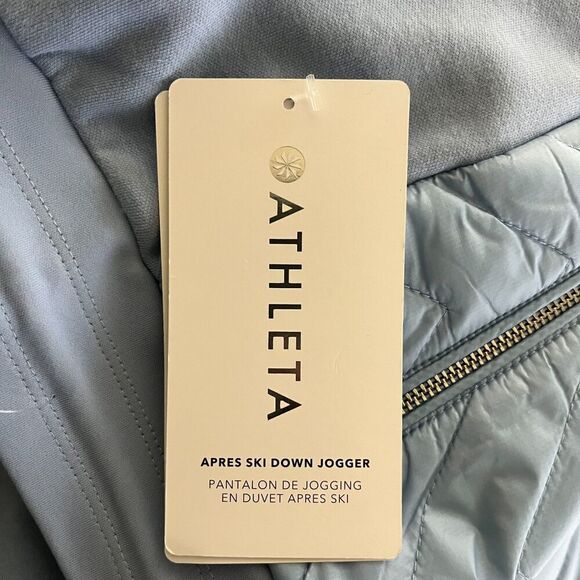 ATHLETA
APRES SKI DOWN JOGGER
PANTALON DE JOGGING
EN DUVET APRES SKI